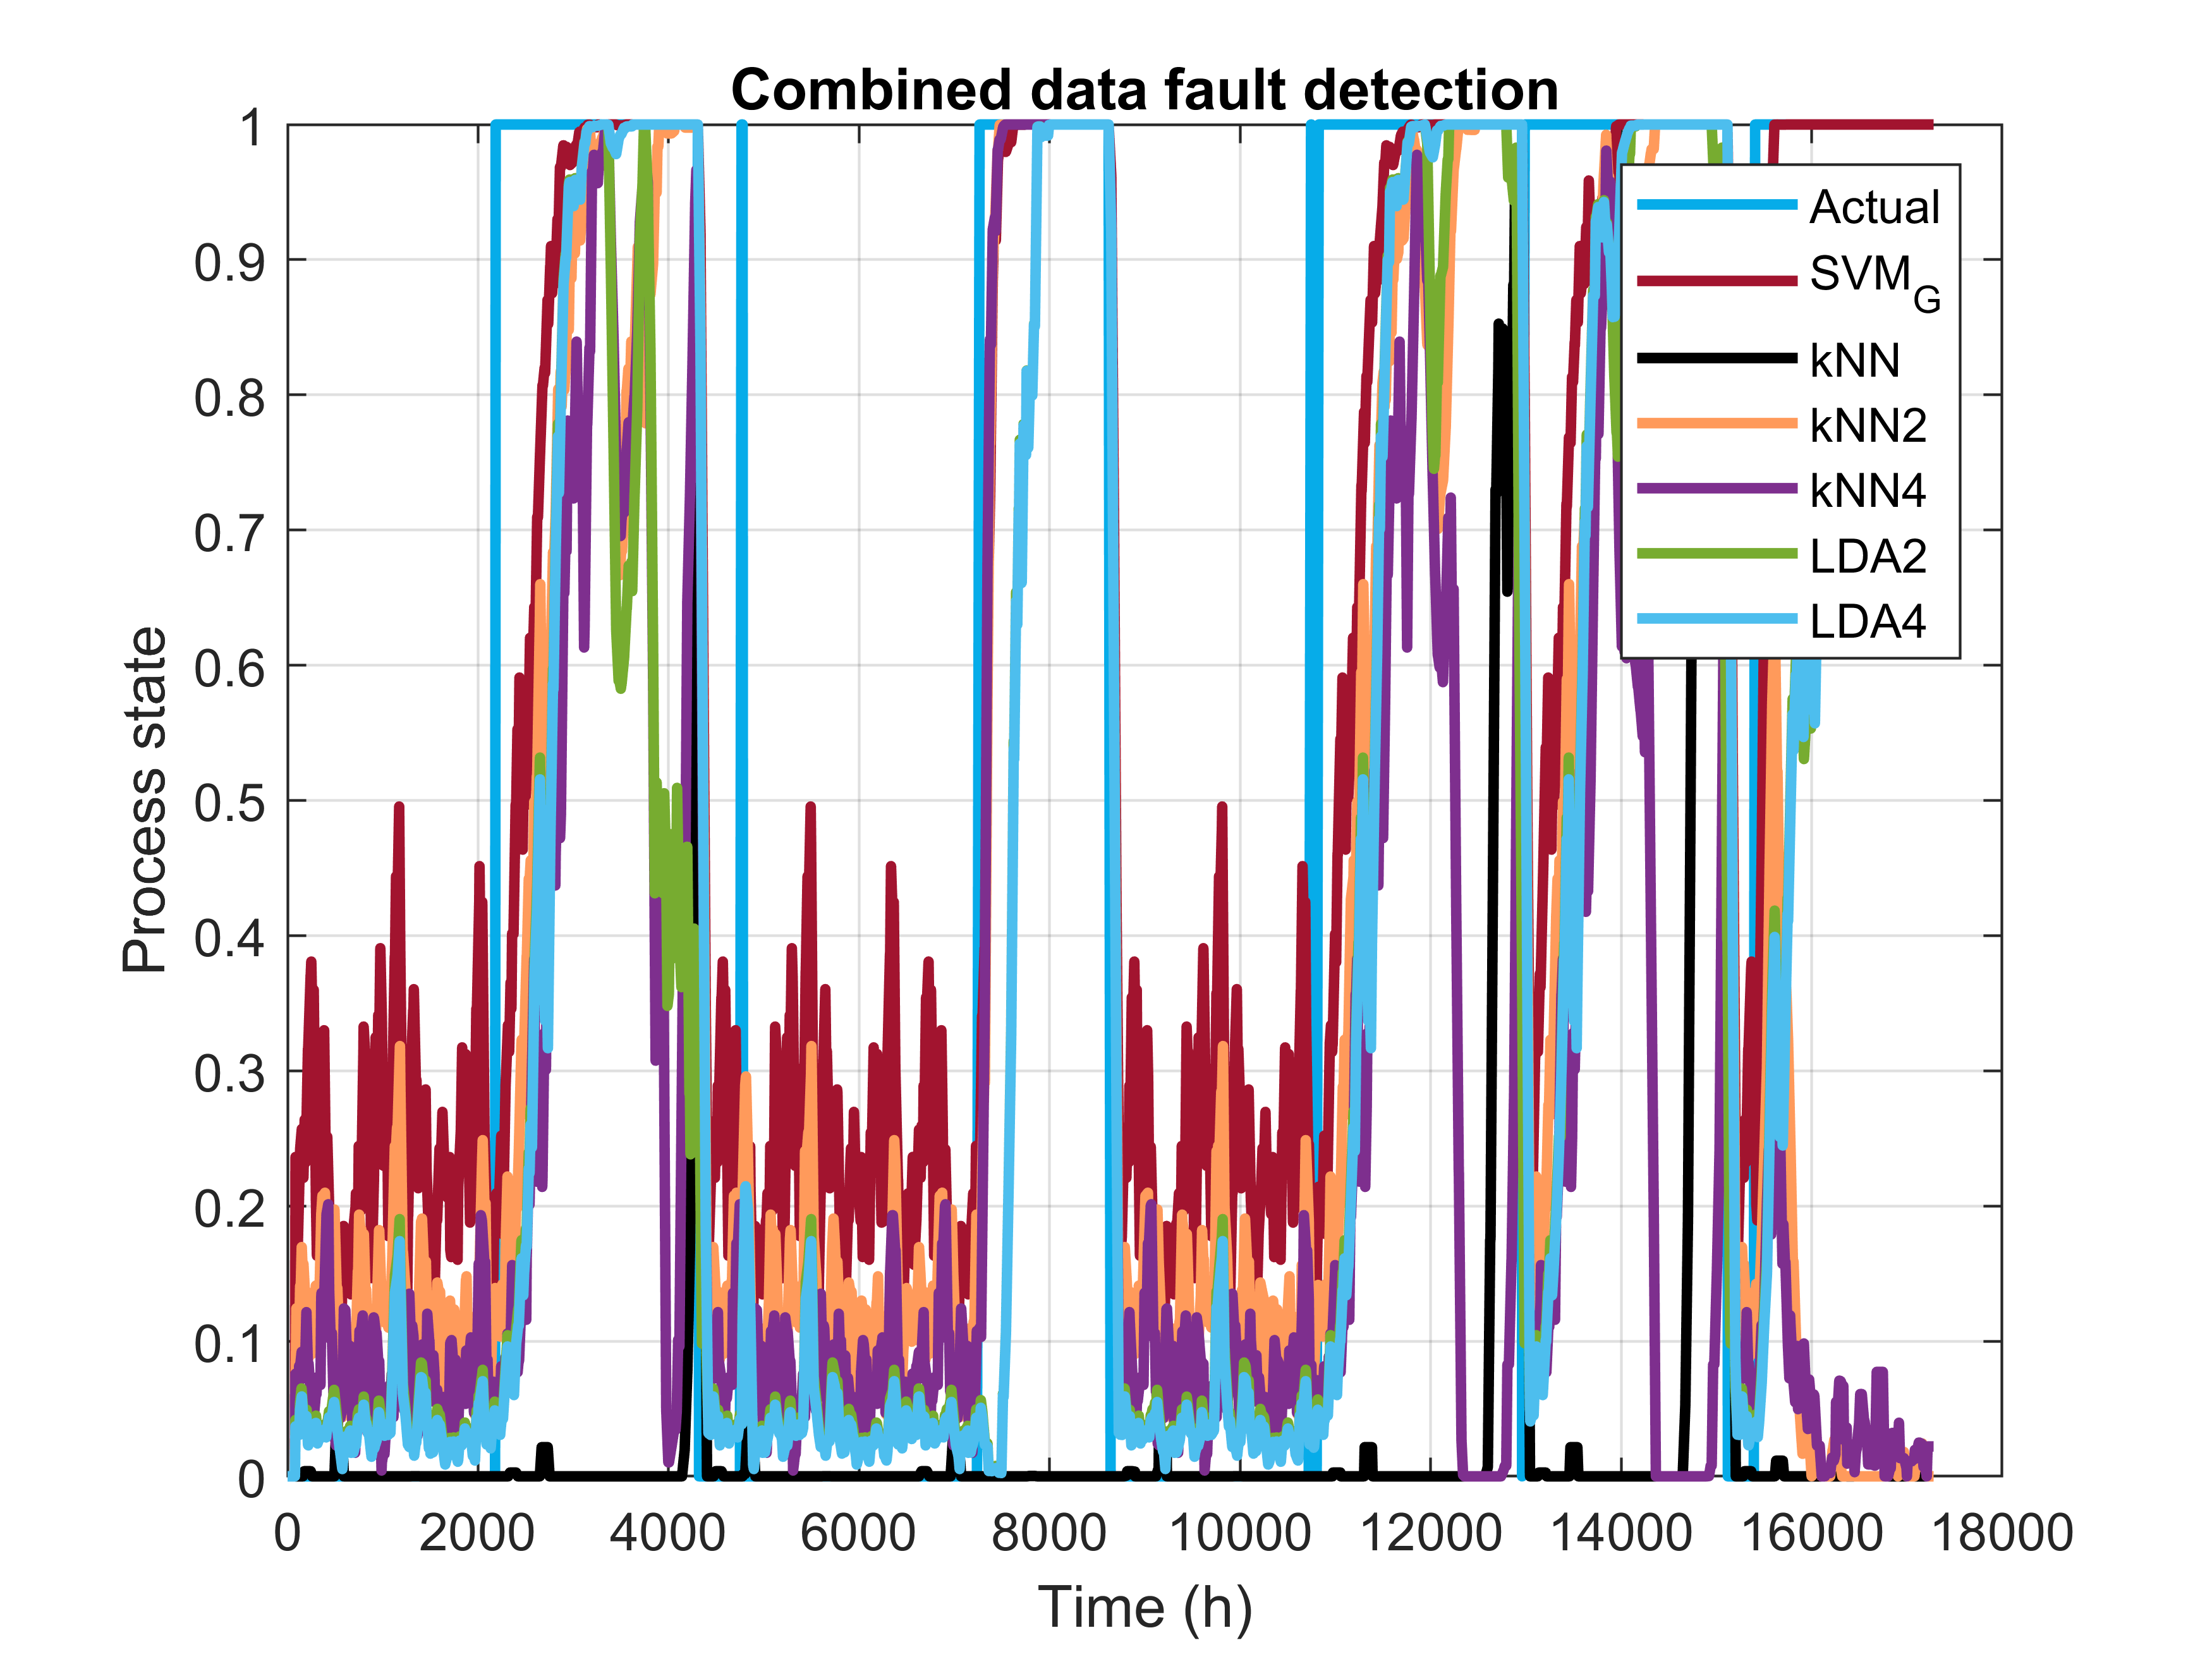 Combined data fault detection
1
0.9
0.8
0.7
0.6
0.5
0.4
0.3
0.2
0.1
0
Process state
0 2000 4000 6000 8000 10000 12000 14000 16000 18000
Time (h)
Actual
SVM_G
kNN
kNN2
kNN4
LDA2
LDA4